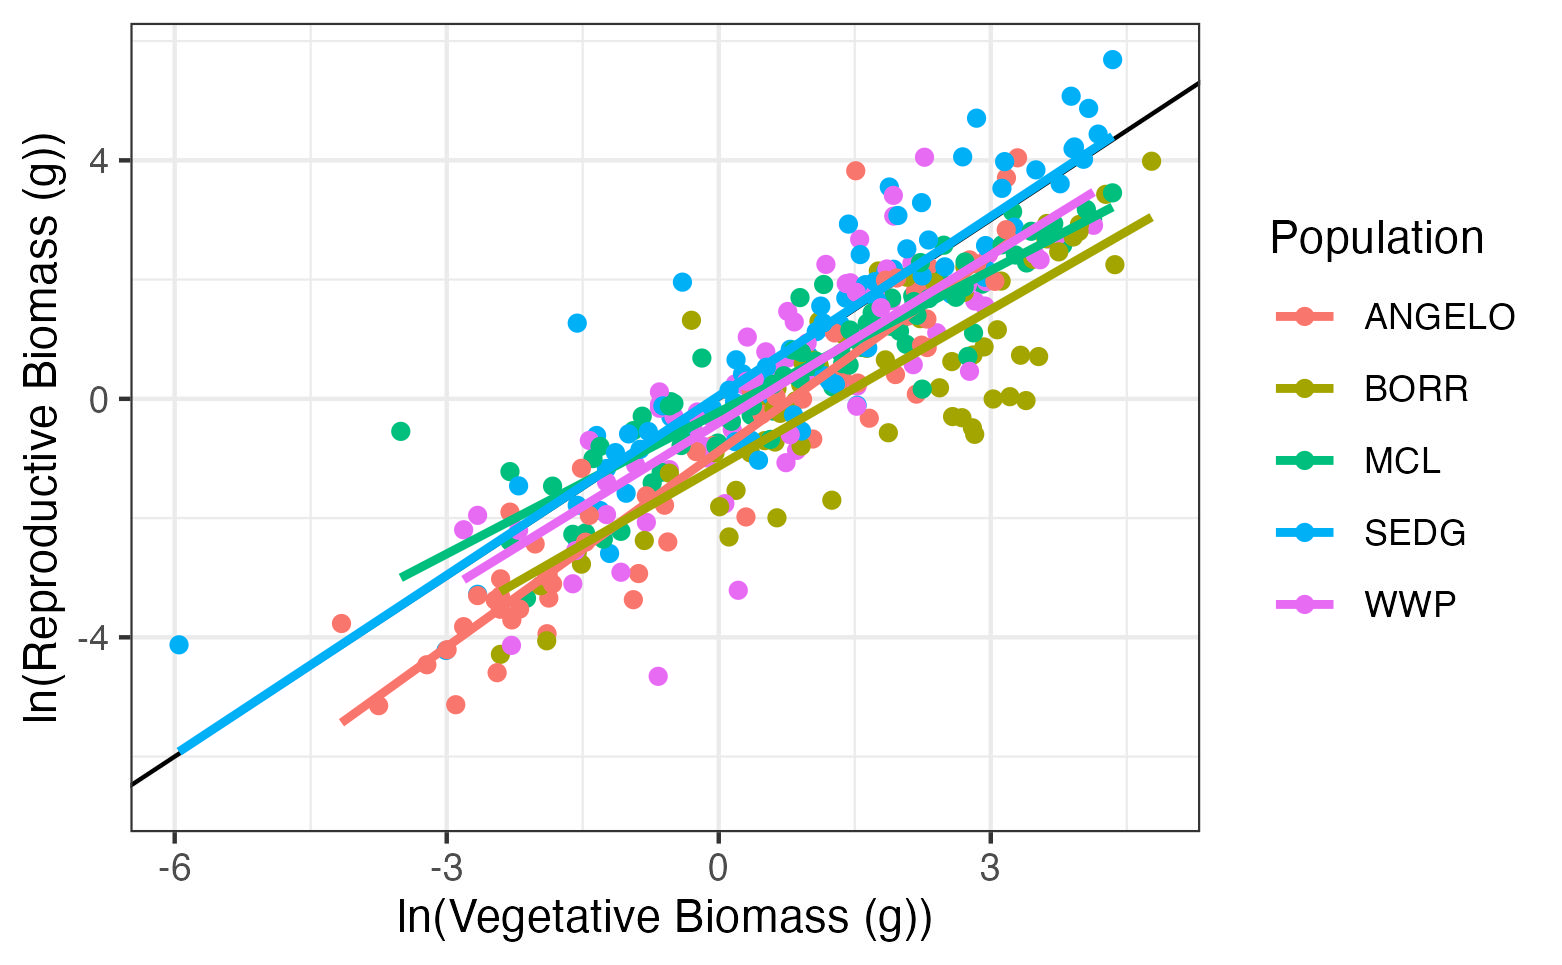 ln(Reproductive Biomass (g))
4
0
-4
-6
-3
0
3
ln(Vegetative Biomass (g))
Population
ANGELO
BORR
MCL
SEDG
WWP